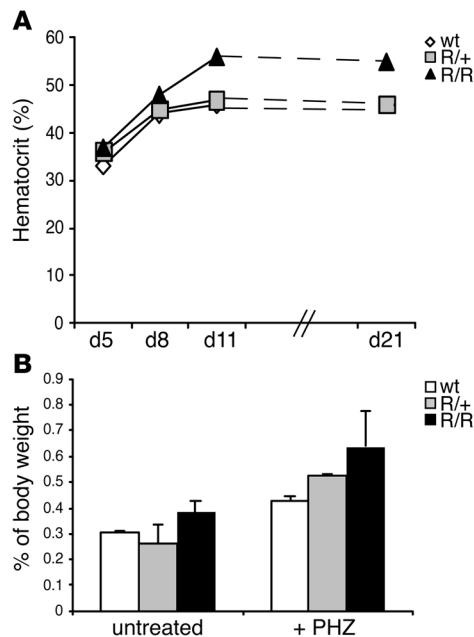 A
60
50
40
30
20
10
0
Hematocrit (%)
d5 d8 d11 d21
wt
R/+
R/R
B
0.9
0.8
0.7
0.6
0.5
0.4
0.3
0.2
0.1
0
% of body weight
untreated + PHZ
wt
R/+
R/R